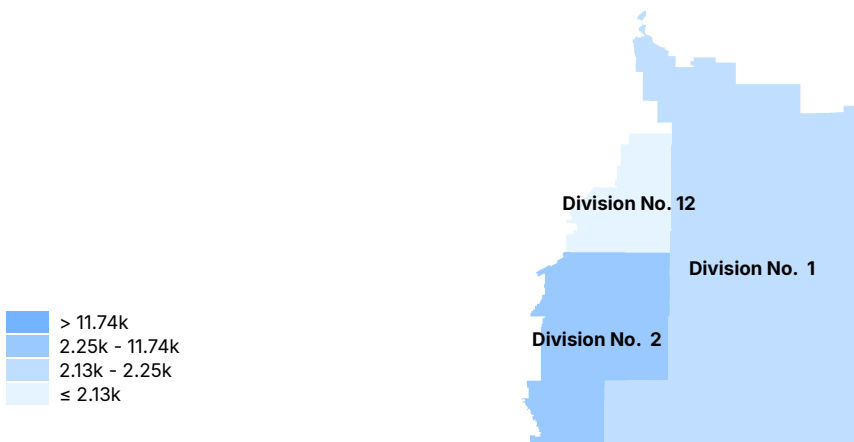 Division No. 12
Division No. 1
> 11.74k
2.25k - 11.74k
Division No. 2
2.13k - 2.25k
≤ 2.13k